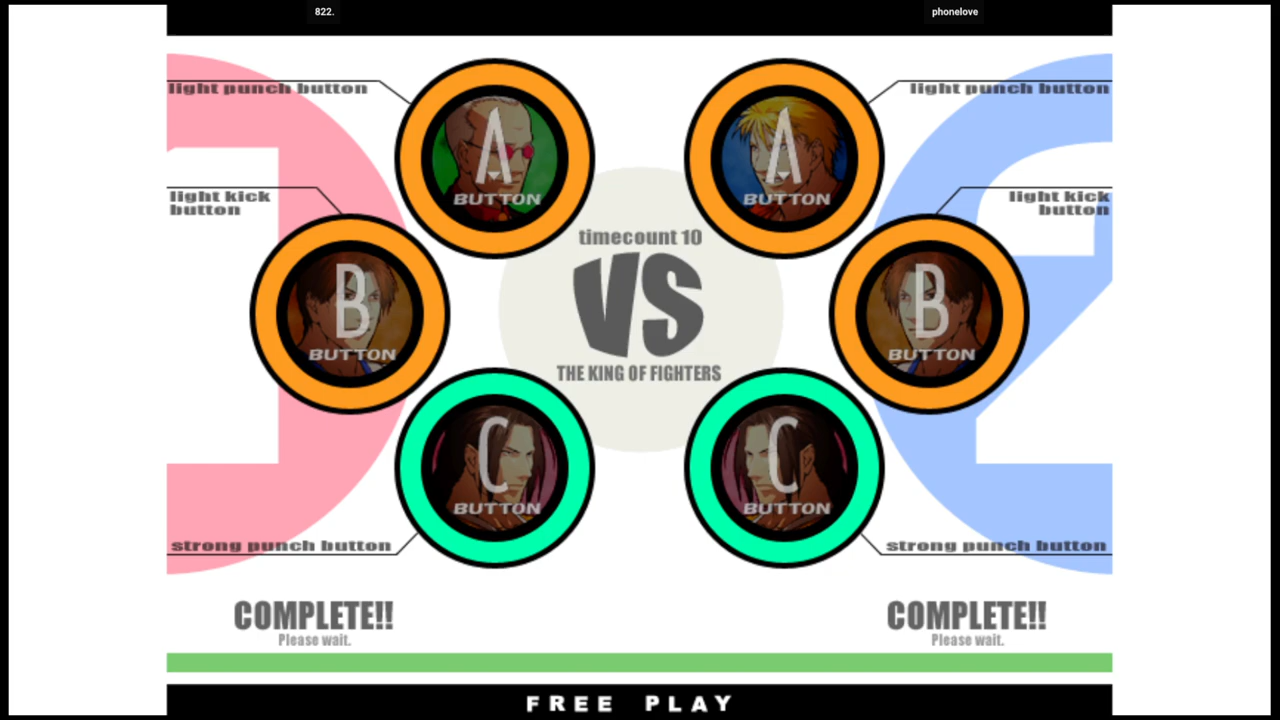 822.
phonelove
light punch button
A
BUTTON
A
BUTTON
light punch button
light kick
button
light kick
button
timecount 10
VS
THE KING OF FIGHTERS
B
BUTTON
B
BUTTON
C
BUTTON
C
BUTTON
strong punch button
strong punch button
COMPLETE!!
Please wait.
COMPLETE!!
Please wait.
FREE PLAY